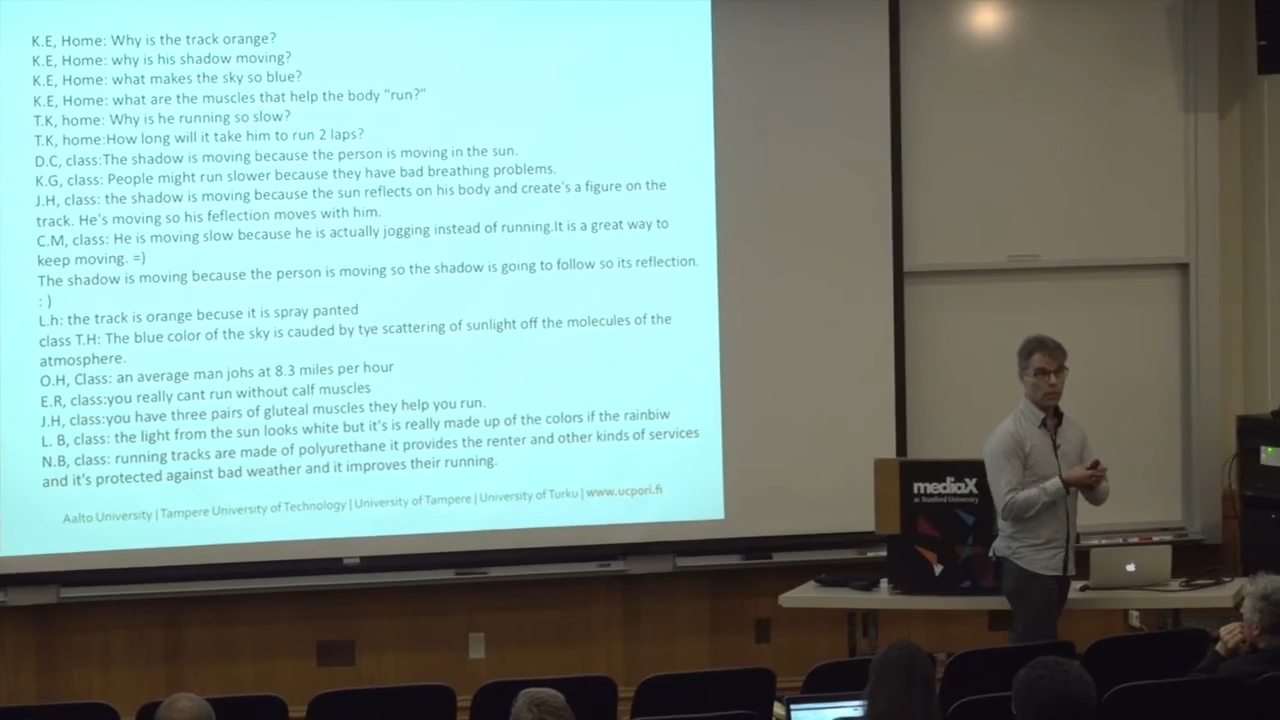 K.E, Home: Why is the track orange?
K.E, Home: why is his shadow moving?
K.E, Home: what makes the sky so blue?
K.E, Home: what are the muscles that help the body "run?"
T.K, home: Why is he running so slow?
T.K, home:How long will it take him to run 2 laps?
D.C, class:The shadow is moving because the person is moving in the sun.
K.G, class: People might run slower because they have bad breathing problems.
J.H, class: the shadow is moving because the sun reflects on his body and create's a figure on the
track. He's moving so his feflection moves with him.
C.M, class: He is moving slow because he is actually jogging instead of running.It is a great way to
keep moving. =)
The shadow is moving because the person is moving so the shadow is going to follow so its reflection.
: )
L.h: the track is orange becuse it is spray panted
class T.H: The blue color of the sky is cauded by tye scattering of sunlight off the molecules of the
atmosphere.
O.H, Class: an average man johs at 8.3 miles per hour
E.R, class:you really cant run without calf muscles
J.H, class:you have three pairs of gluteal muscles they help you run.
L. B, class: the light from the sun looks white but it's is really made up of the colors if the rainbiw
N.B, class: running tracks are made of polyurethane it provides the renter and other kinds of services
and it's protected against bad weather and it improves their running.
Aalto University | Tampere University of Technology | University of Tampere | University of Turku | www.ucpori.fi
mediaX
at Stanford University